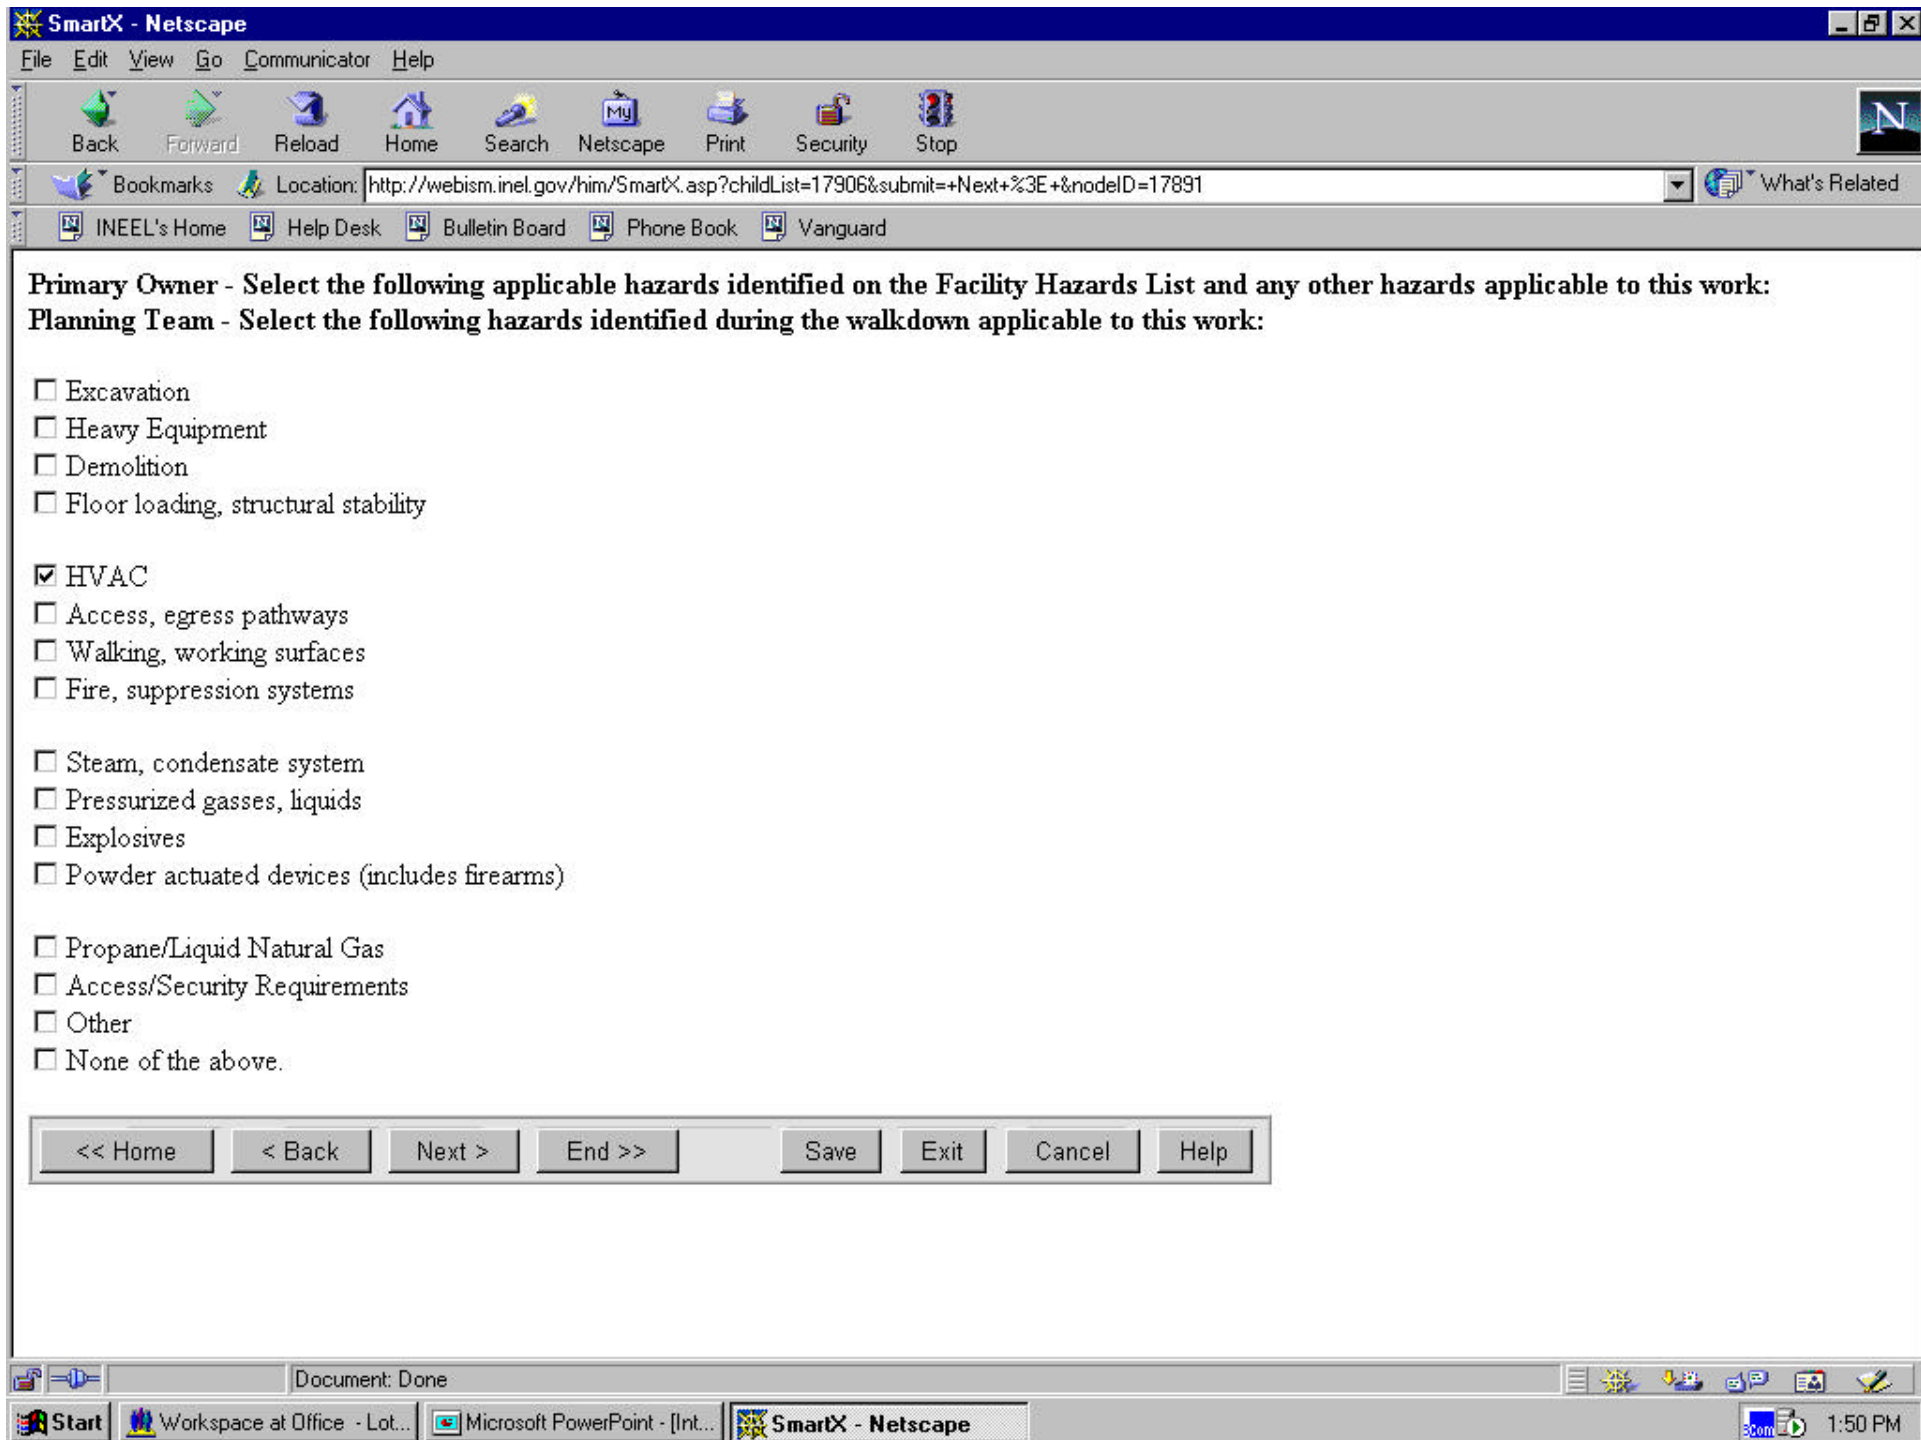 SmartX - Netscape
File Edit View Go Communicator Help
My
N
Back Forward Reload Home Search Netscape Print Security Stop
Bookmarks Location: http://webism.inel.gov/him/SmartX.asp?childList=17906&submit=+Next+%3E+&nodeID=17891 What's Related
INEEL's Home Help Desk Bulletin Board Phone Book Vanguard
Primary Owner - Select the following applicable hazards identified on the Facility Hazards List and any other hazards applicable to this work:
Planning Team - Select the following hazards identified during the walkdown applicable to this work:
Excavation
Heavy Equipment
Demolition
Floor loading, structural stability
HVAC
Access, egress pathways
Walking, working surfaces
Fire, suppression systems
Steam, condensate system
Pressurized gasses, liquids
Explosives
Powder actuated devices (includes firearms)
Propane/Liquid Natural Gas
Access/Security Requirements
Other
None of the above.
<< Home < Back Next > End >> Save Exit Cancel Help
Document: Done
Start Workspace at Office - Lot... Microsoft PowerPoint - [Int... SmartX - Netscape 3Com 1:50 PM